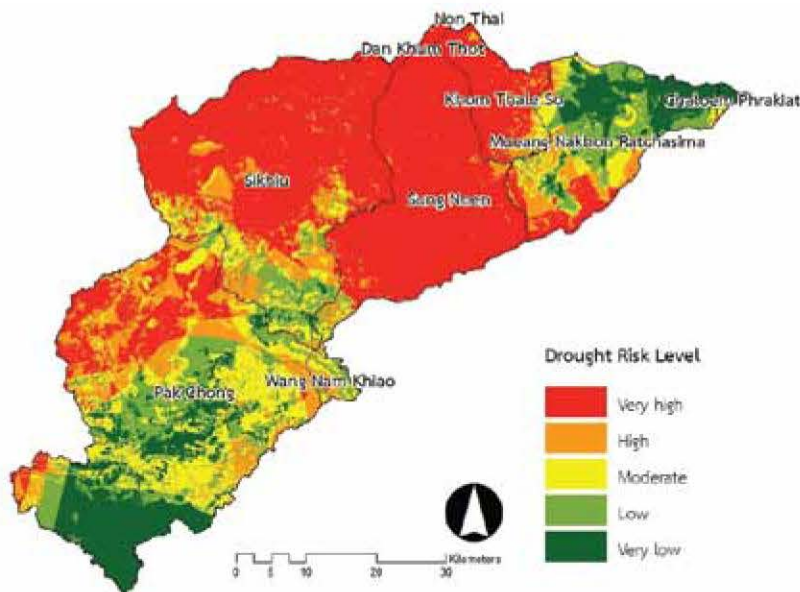 Non Thai
Dan Khum Thot
Kham Thale So
Chaloem Phrakiat
Mueang Nakhon Ratchasima
Sikhiu
Sung Noen
Pak Chong
Wang Nam Khiao
Drought Risk Level
Very high
High
Moderate
Low
Very low
Kilometers
0 5 10 20 30